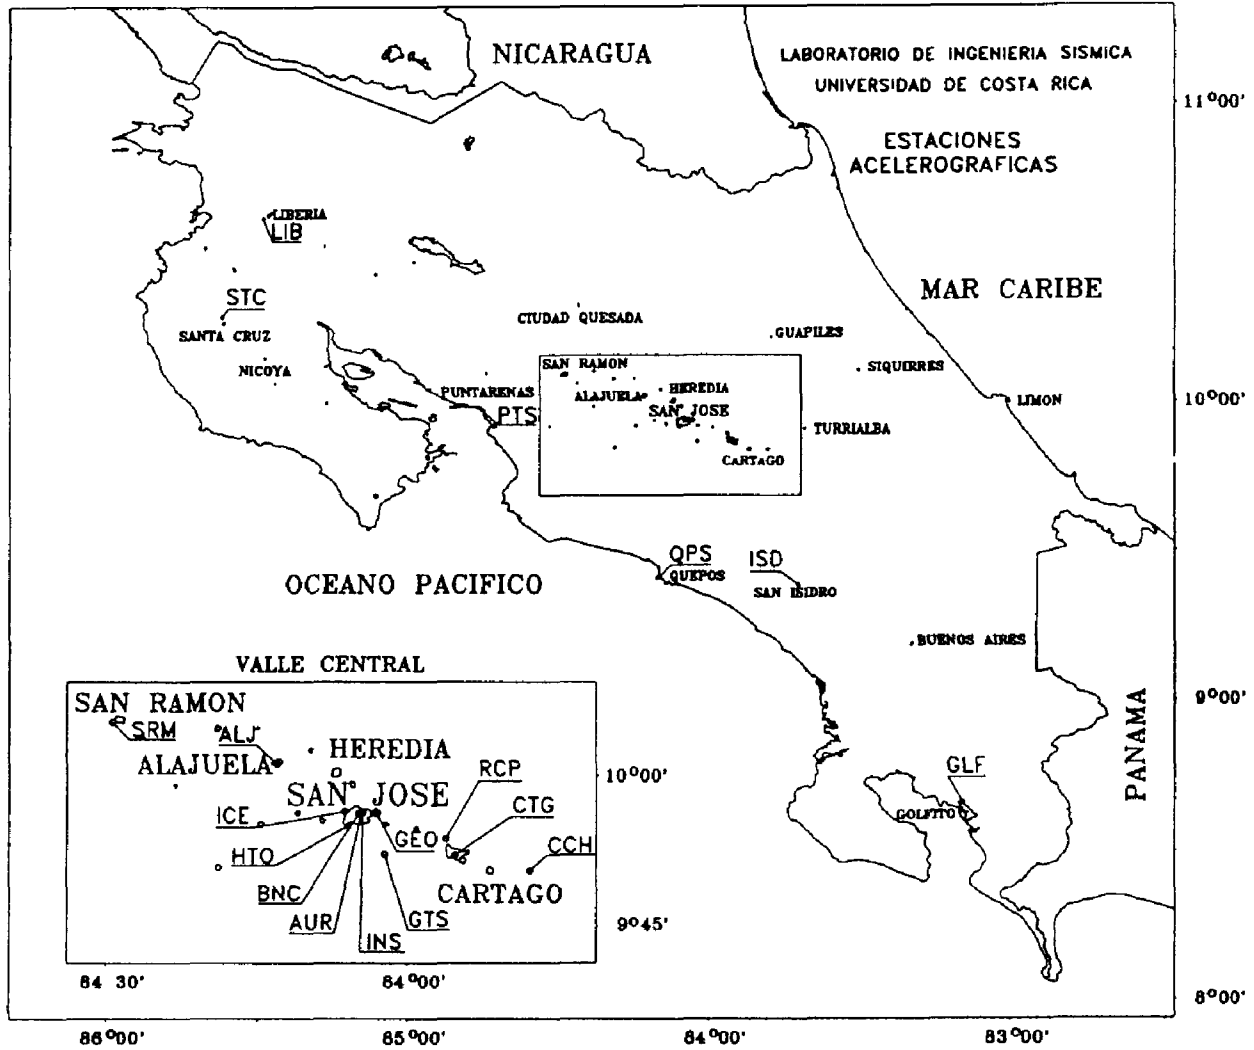 NICARAGUA
LABORATORIO DE INGENIERIA SISMICA
UNIVERSIDAD DE COSTA RICA
11°00'
ESTACIONES
ACELEROGRAFICAS
LIBERIA
LIB
MAR CARIBE
STC
SANTA CRUZ
CIUDAD QUESADA
GUAPILES
NICOYA
SAN RAMON
SIQUIRRES
PUNTARENAS
HEREDIA
ALAJUELA
10°00'
LIMON
PTS
SAN JOSE
TURRIALBA
CARTAGO
QPS
ISD
OCEANO PACIFICO
QUEPOS
SAN ISIDRO
BUENOS AIRES
VALLE CENTRAL
9°00'
SAN RAMON
SRM
ALJ
HEREDIA
ALAJUELA
PANAMA
RCP
10°00'
GLF
SAN JOSE
CTG
GOLFITO
ICE
GEO
HTO
CCH
BNC
CARTAGO
AUR
GTS
INS
9°45'
84 30'
84°00'
8°00'
86°00'
85°00'
84°00'
83°00'